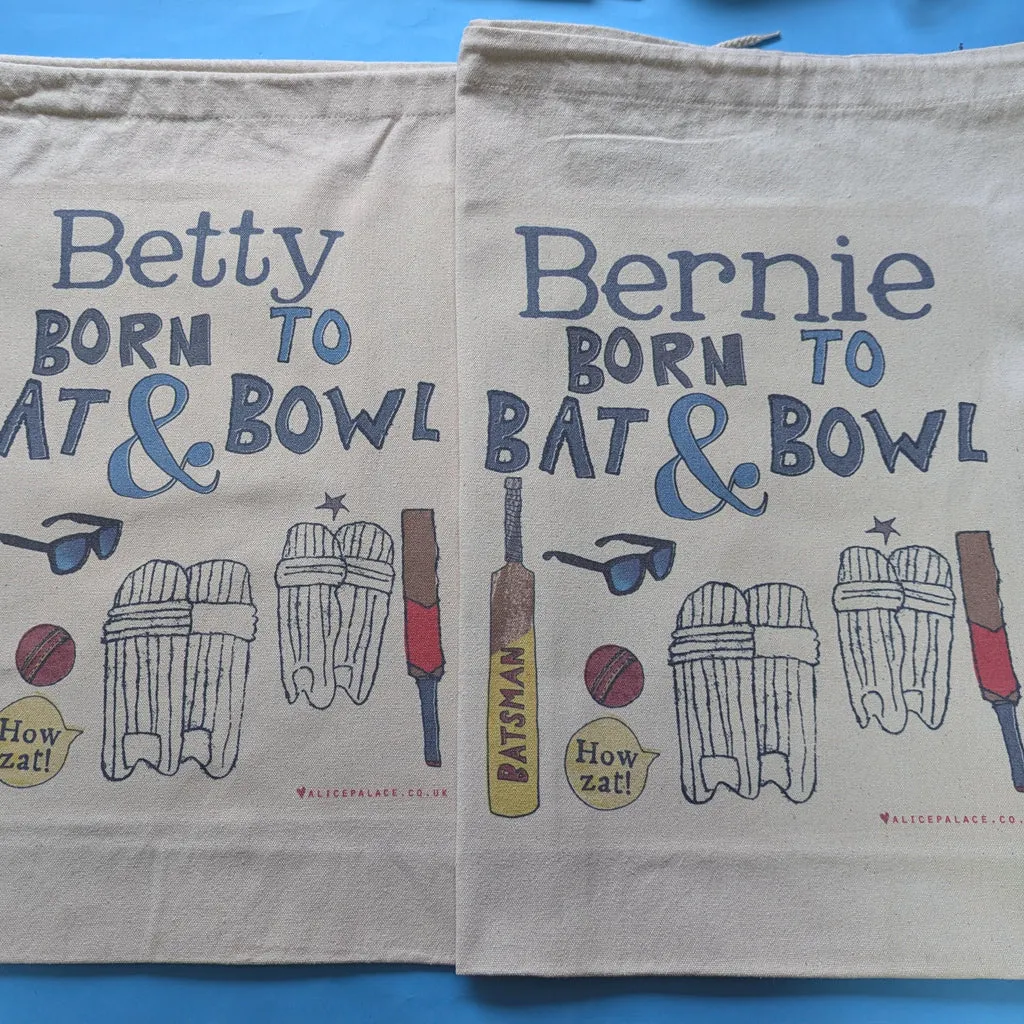 Betty
BORN TO
AT & BOWL
How
zat!
ALICEPALACE.CO.UK
Bernie
BORN TO
BAT & BOWL
BATSMAN
How
zat!
ALICEPALACE.CO.